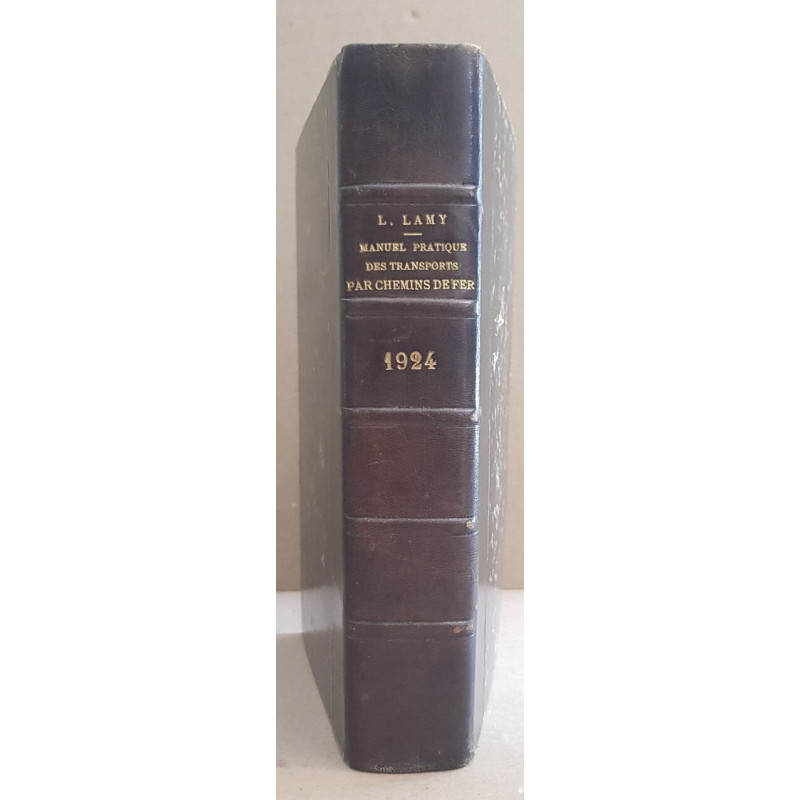 L. LAMY
MANUEL PRATIQUE
DES TRANSPORTS
PAR CHEMINS DE FER
1924